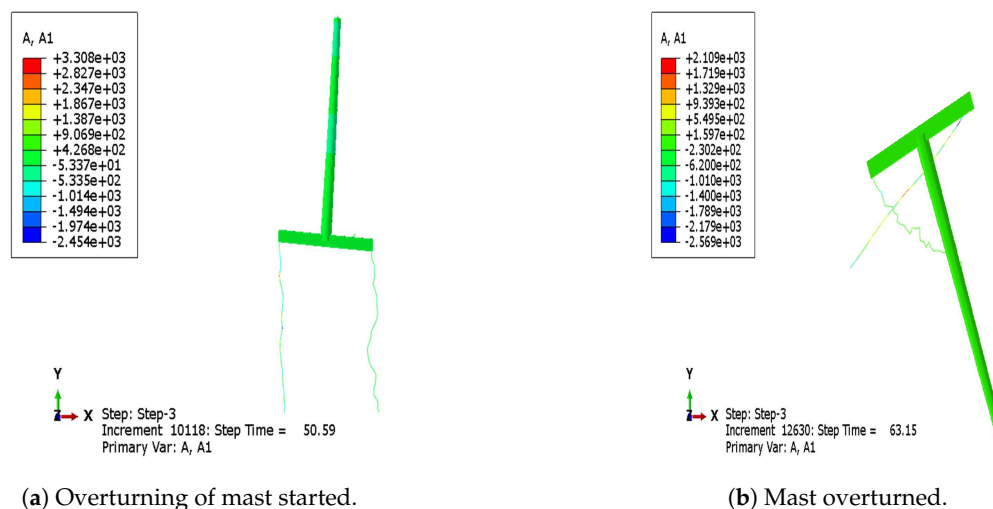 A, A1
+3.308e+03
+2.827e+03
+2.347e+03
+1.867e+03
+1.387e+03
+9.069e+02
+4.268e+02
-5.337e+01
-5.335e+02
-1.014e+03
-1.494e+03
-1.974e+03
-2.454e+03
Y
Z X
Step: Step-3
Increment 10118: Step Time = 50.59
Primary Var: A, A1
(a) Overturning of mast started.
A, A1
+2.109e+03
+1.719e+03
+1.329e+03
+9.393e+02
+5.495e+02
+1.597e+02
-2.302e+02
-6.200e+02
-1.010e+03
-1.400e+03
-1.789e+03
-2.179e+03
-2.569e+03
Y
Z X
Step: Step-3
Increment 12630: Step Time = 63.15
Primary Var: A, A1
(b) Mast overturned.